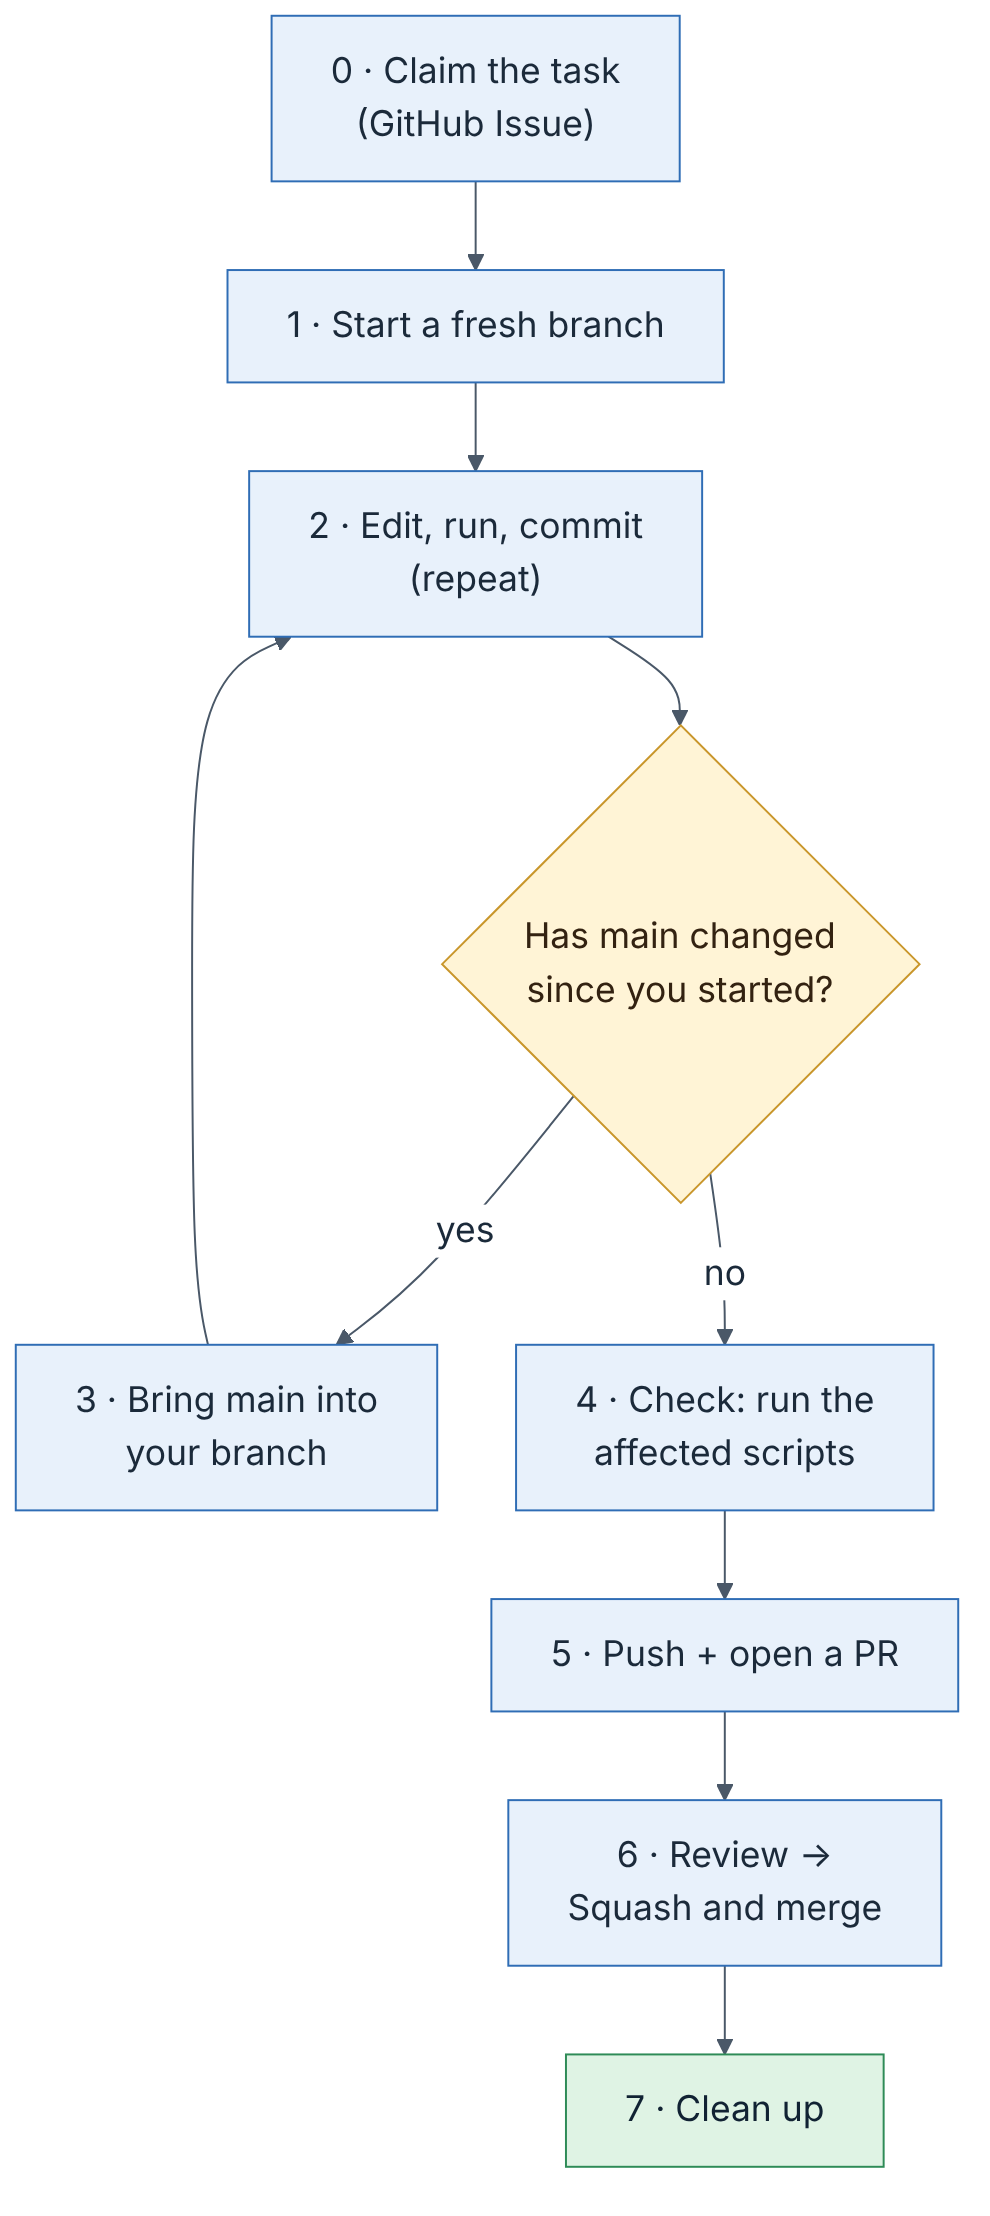 0 · Claim the task
(GitHub Issue)
1 · Start a fresh branch
2 · Edit, run, commit
(repeat)
Has main changed
since you started?
yes
no
3 · Bring main into
your branch
4 · Check: run the
affected scripts
5 · Push + open a PR
6 · Review →
Squash and merge
7 · Clean up